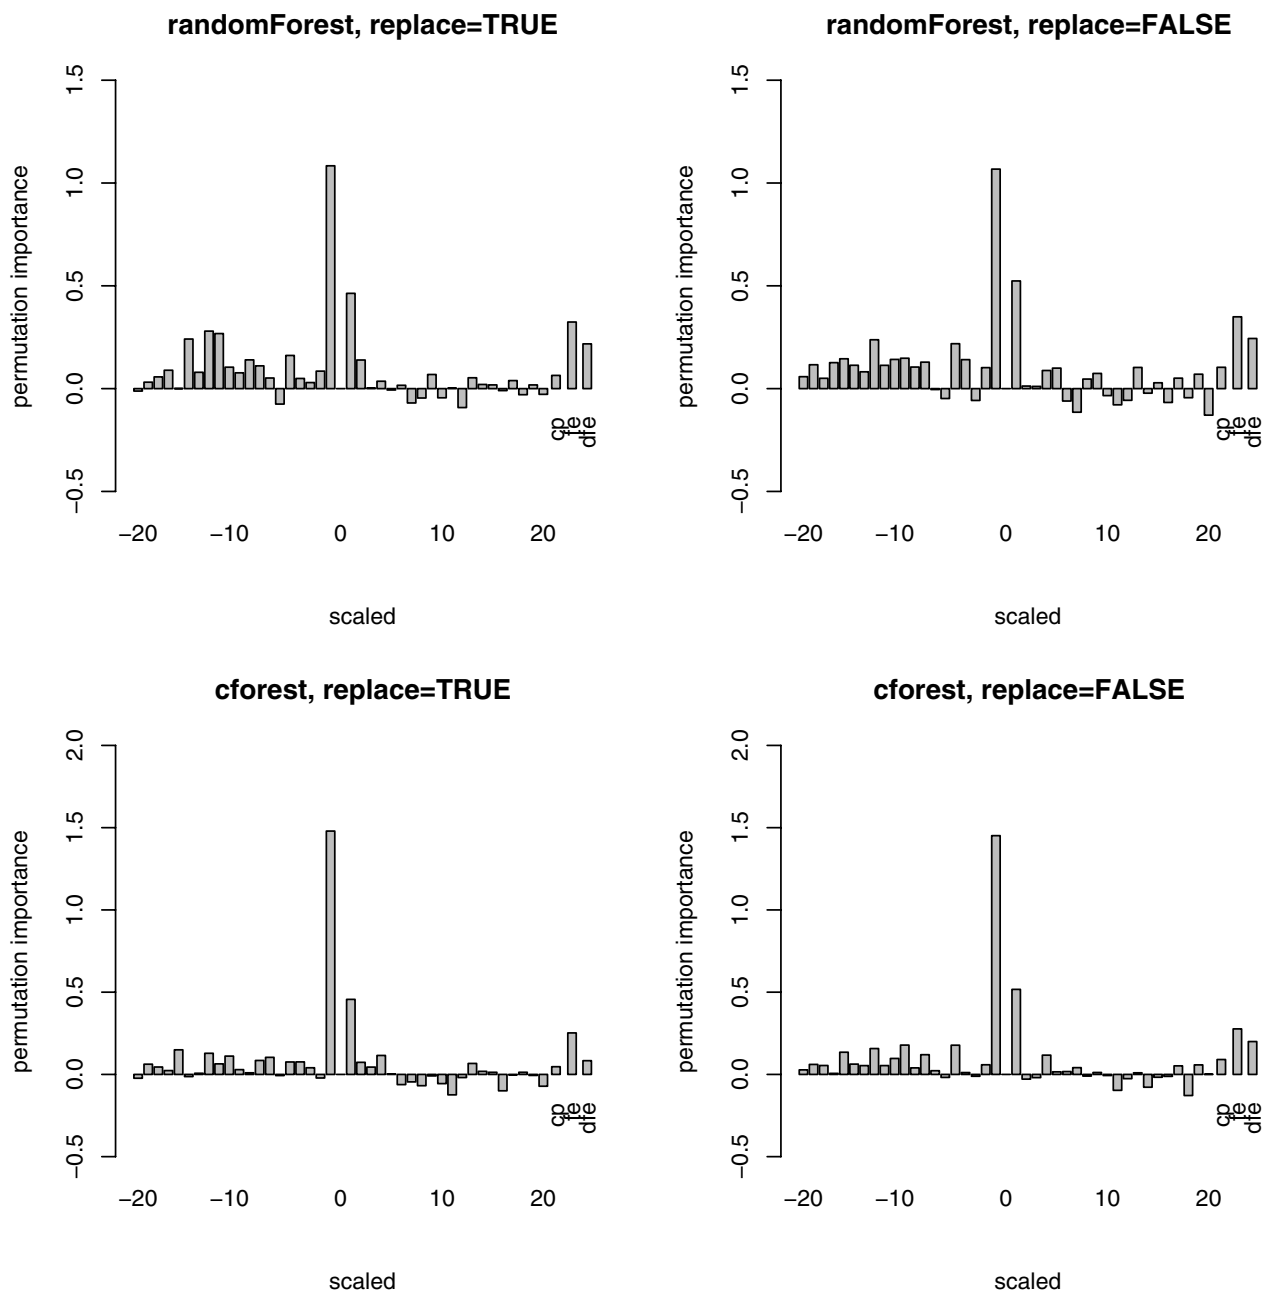 randomForest, replace=TRUE
permutation importance
1.5
1.0
0.5
0.0
−0.5
cp
fe
dfe
−20 −10 0 10 20
scaled
randomForest, replace=FALSE
permutation importance
1.5
1.0
0.5
0.0
−0.5
cp
fe
dfe
−20 −10 0 10 20
scaled
cforest, replace=TRUE
permutation importance
2.0
1.5
1.0
0.5
0.0
−0.5
cp
fe
dfe
−20 −10 0 10 20
scaled
cforest, replace=FALSE
permutation importance
2.0
1.5
1.0
0.5
0.0
−0.5
cp
fe
dfe
−20 −10 0 10 20
scaled